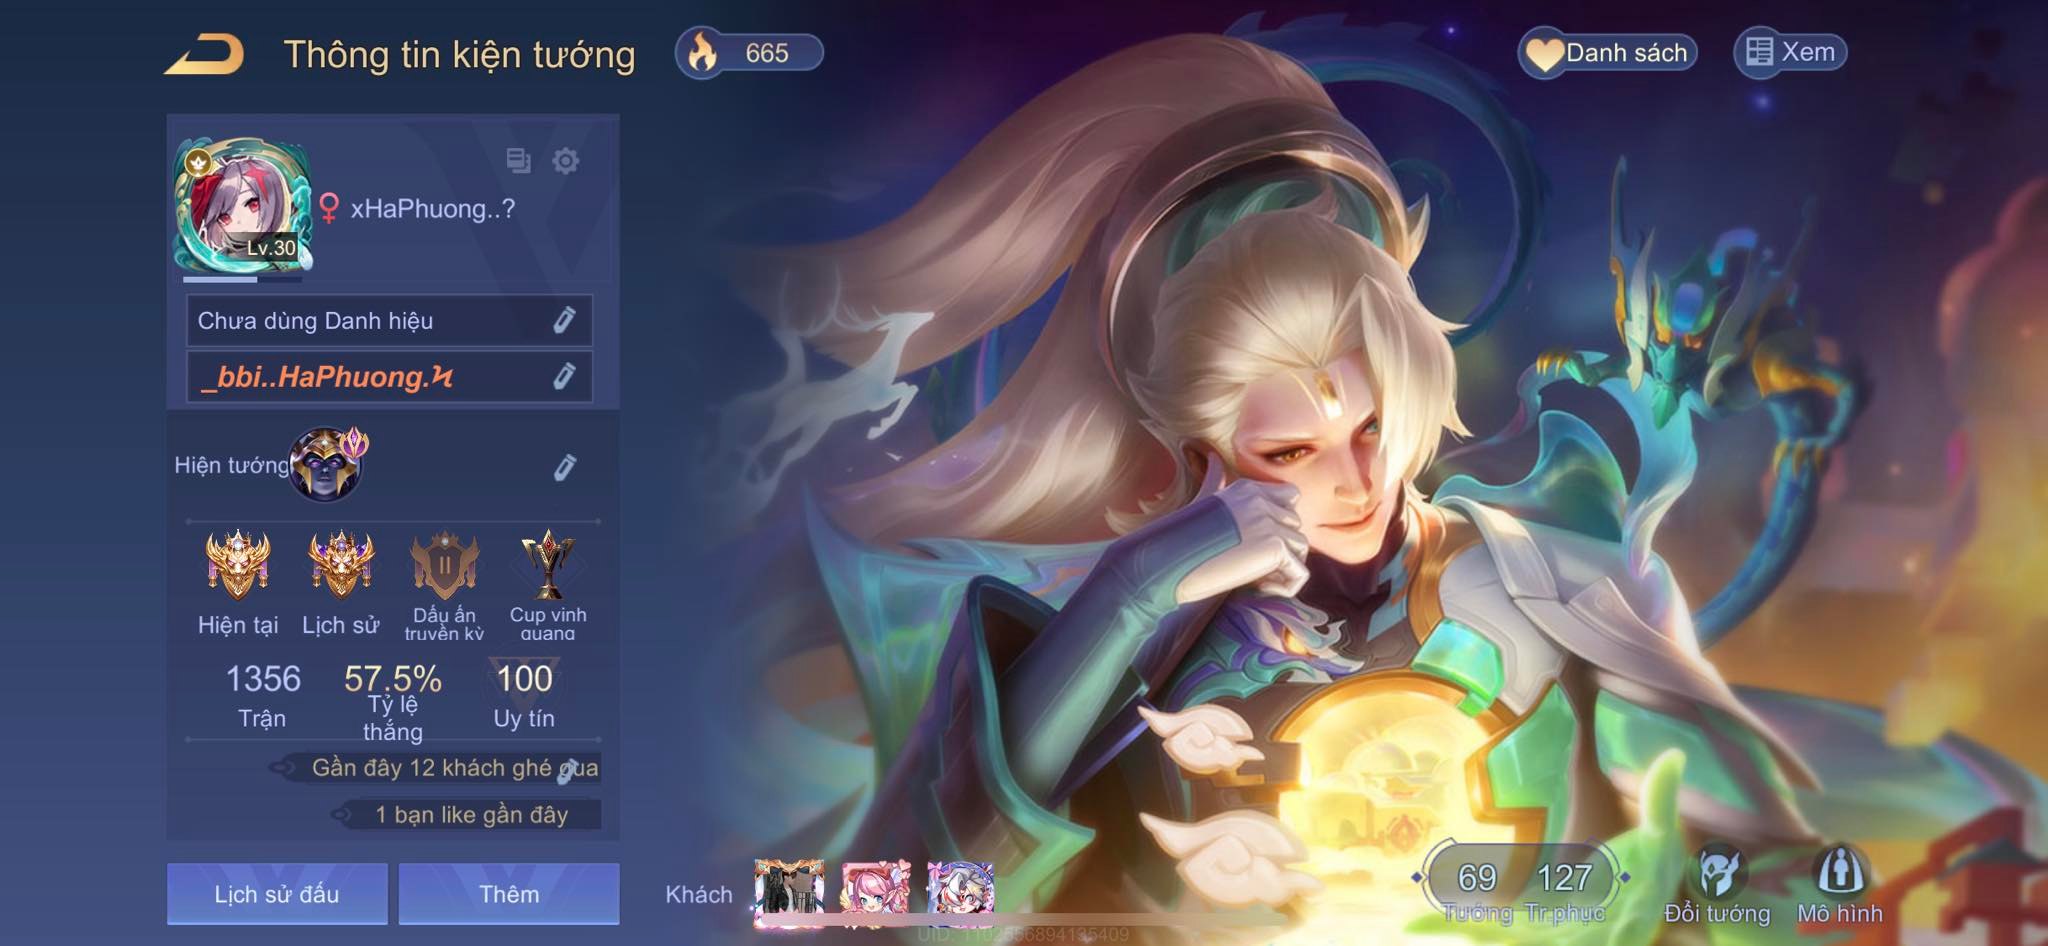 Thông tin kiện tướng
665
Danh sách
Xem
Lv.30
xHaPhuong..?
Chưa dùng Danh hiệu
_bbi..HaPhuong.Ϟ
Hiện tướng
II
Hiện tại
Lịch sử
Dấu ấn
truyền kỳ
Cup vinh
quang
1356
Trận
57.5%
Tỷ lệ
thắng
100
Uy tín
Gần đây 12 khách ghé qua
1 bạn like gần đây
Lịch sử đấu
Thêm
Khách
69
Tướng
127
Tr.phục
Đổi tướng
Mô hình
UID: 1102556894135409